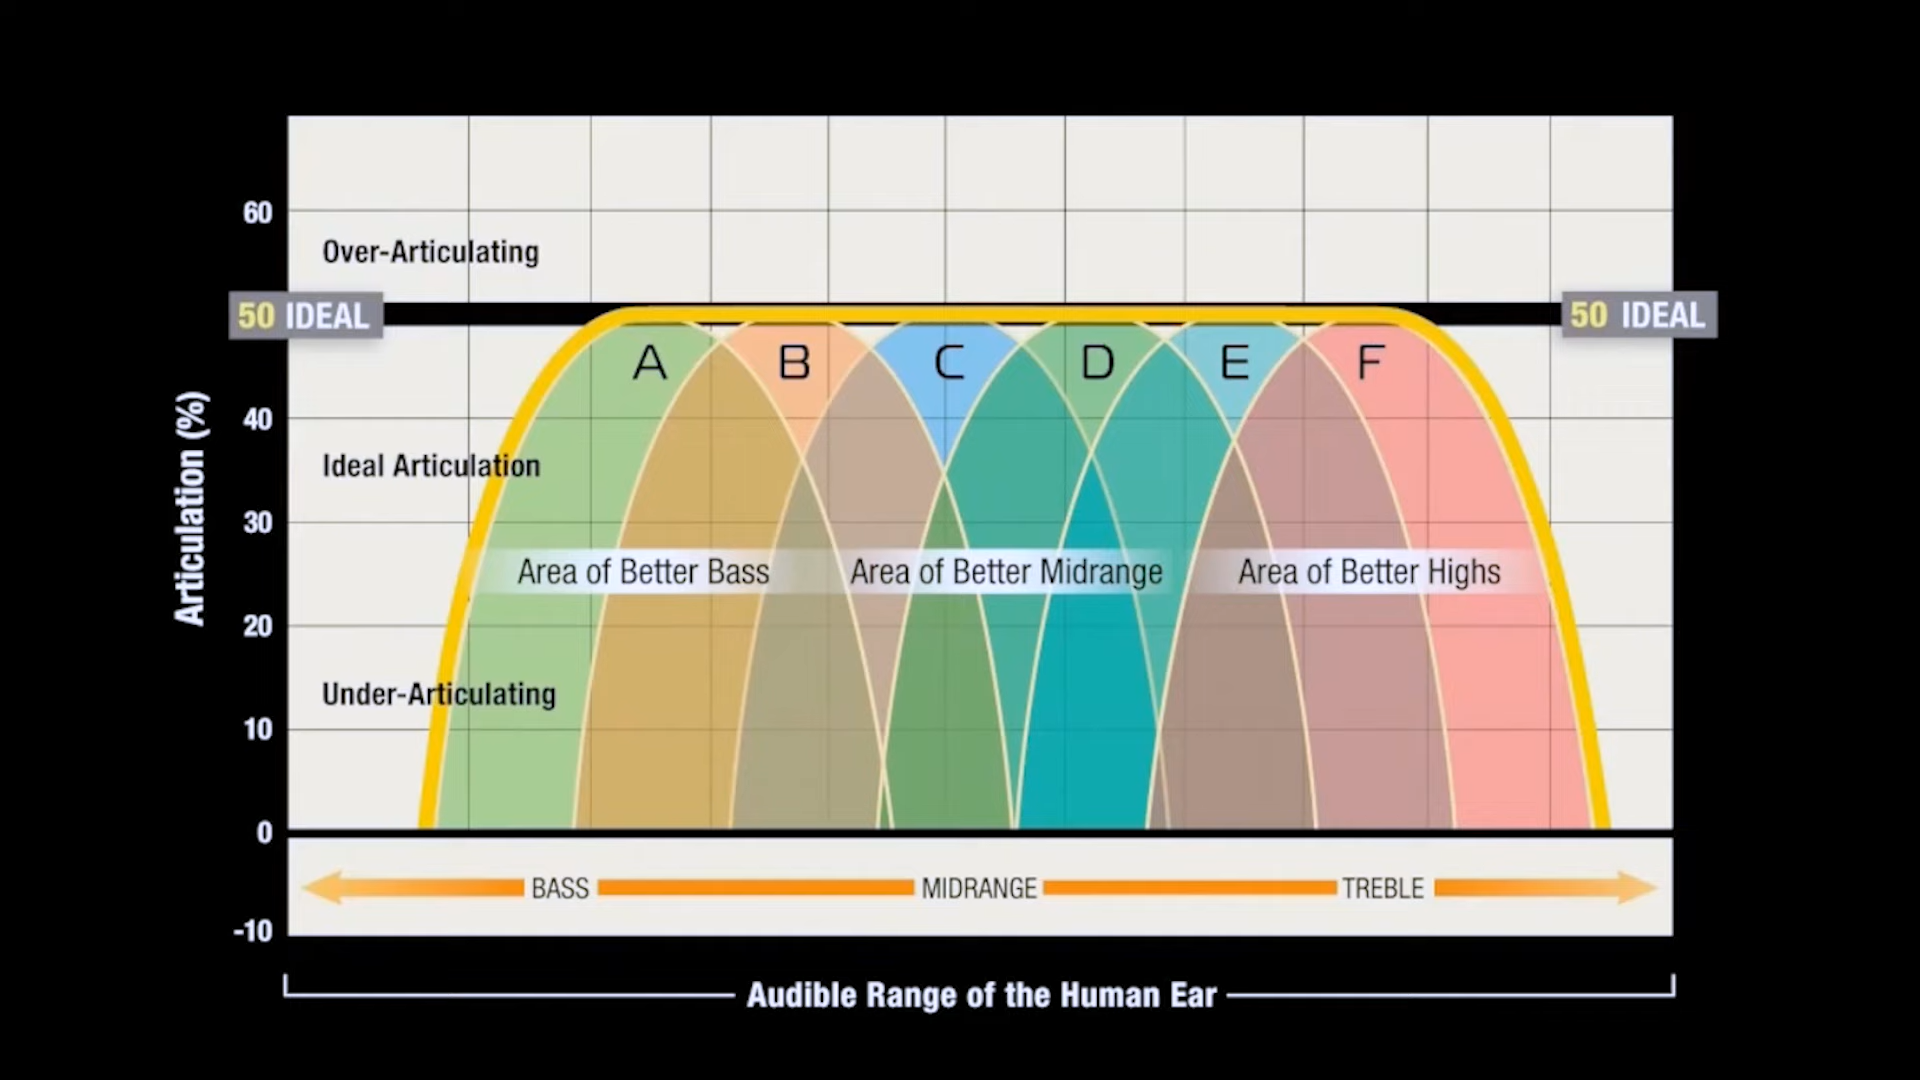 60
Over-Articulating
50 IDEAL
50 IDEAL
A B C D E F
40
Ideal Articulation
Articulation (%)
30
Area of Better Bass
Area of Better Midrange
Area of Better Highs
20
Under-Articulating
10
0
BASS
MIDRANGE
TREBLE
-10
Audible Range of the Human Ear